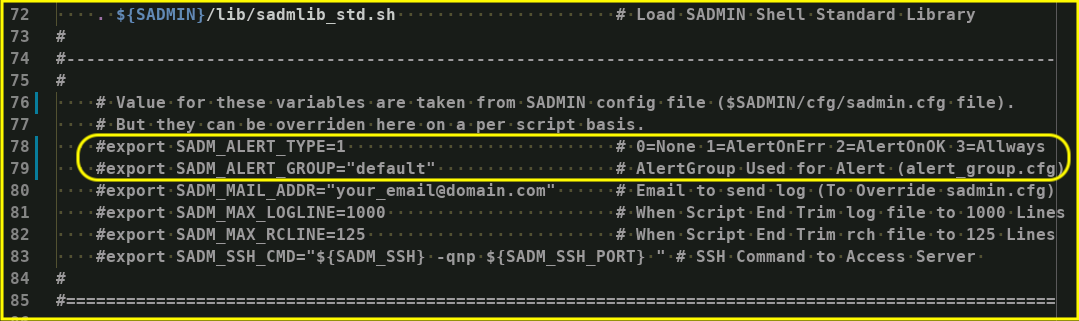 72 . ${SADMIN}/lib/sadmlib_std.sh # Load SADMIN Shell Standard Library
73 #
74 #---------------------------------------------------------------------------------------------------
75 #
76 # Value for these variables are taken from SADMIN config file ($SADMIN/cfg/sadmin.cfg file).
77 # But they can be overriden here on a per script basis.
78 #export SADM_ALERT_TYPE=1 # 0=None 1=AlertOnErr 2=AlertOnOK 3=Allways
79 #export SADM_ALERT_GROUP="default" # AlertGroup Used for Alert (alert_group.cfg)
80 #export SADM_MAIL_ADDR="your_email@domain.com" # Email to send log (To Override sadmin.cfg)
81 #export SADM_MAX_LOGLINE=1000 # When Script End Trim log file to 1000 Lines
82 #export SADM_MAX_RCLINE=125 # When Script End Trim rch file to 125 Lines
83 #export SADM_SSH_CMD="${SADM_SSH} -qnp ${SADM_SSH_PORT} " # SSH Command to Access Server
84 #
85 #===================================================================================================